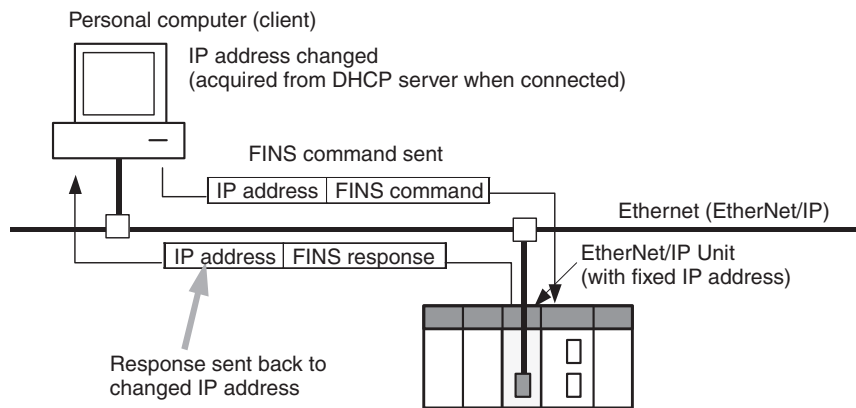 Personal computer (client)
IP address changed
(acquired from DHCP server when connected)
FINS command sent
IP address FINS command
Ethernet (EtherNet/IP)
IP address FINS response
EtherNet/IP Unit
(with fixed IP address)
Response sent back to
changed IP address